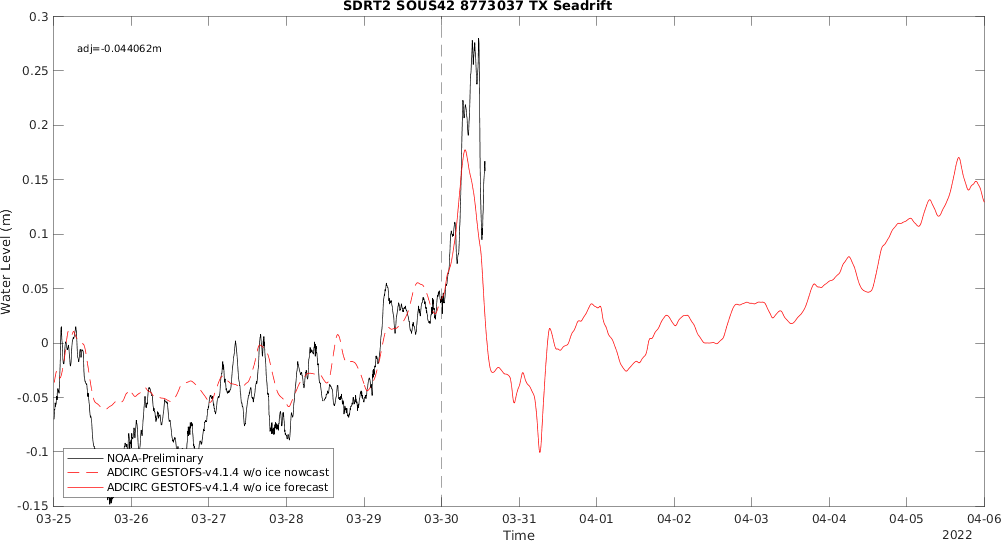 SDRT2 SOUS42 8773037 TX Seadrift
adj=-0.044062m
0.3
0.25
0.2
0.15
0.1
0.05
0
-0.05
-0.1
-0.15
Water Level (m)
NOAA-Preliminary
ADCIRC GESTOFS-v4.1.4 w/o ice nowcast
ADCIRC GESTOFS-v4.1.4 w/o ice forecast
03-25 03-26 03-27 03-28 03-29 03-30 03-31 04-01 04-02 04-03 04-04 04-05 04-06
Time
2022